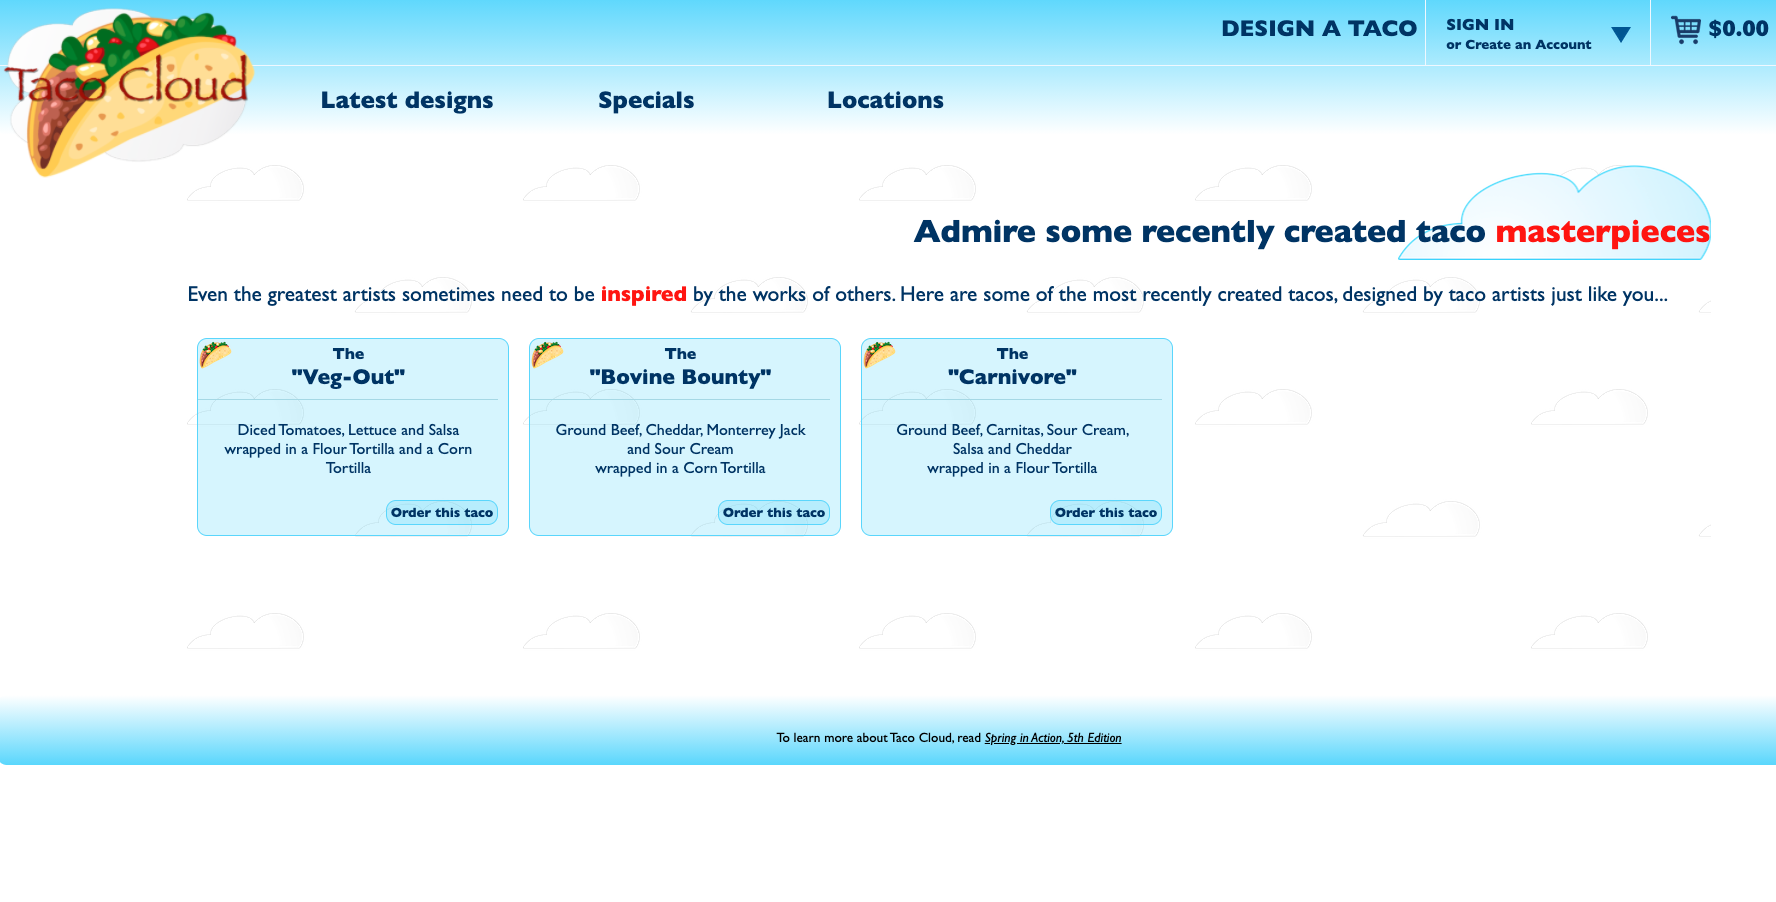 Taco Cloud
DESIGN A TACO
SIGN IN
or Create an Account
$0.00
Latest designs
Specials
Locations
Admire some recently created taco masterpieces
Even the greatest artists sometimes need to be inspired by the works of others. Here are some of the most recently created tacos, designed by taco artists just like you...
The
"Veg-Out"
Diced Tomatoes, Lettuce and Salsa
wrapped in a Flour Tortilla and a Corn
Tortilla
Order this taco
The
"Bovine Bounty"
Ground Beef, Cheddar, Monterrey Jack
and Sour Cream
wrapped in a Corn Tortilla
Order this taco
The
"Carnivore"
Ground Beef, Carnitas, Sour Cream,
Salsa and Cheddar
wrapped in a Flour Tortilla
Order this taco
To learn more about Taco Cloud, read Spring in Action, 5th Edition